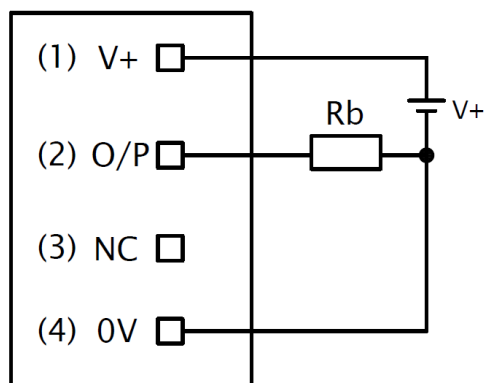 (1) V+
V+
Rb
(2) O/P
(3) NC
(4) 0V